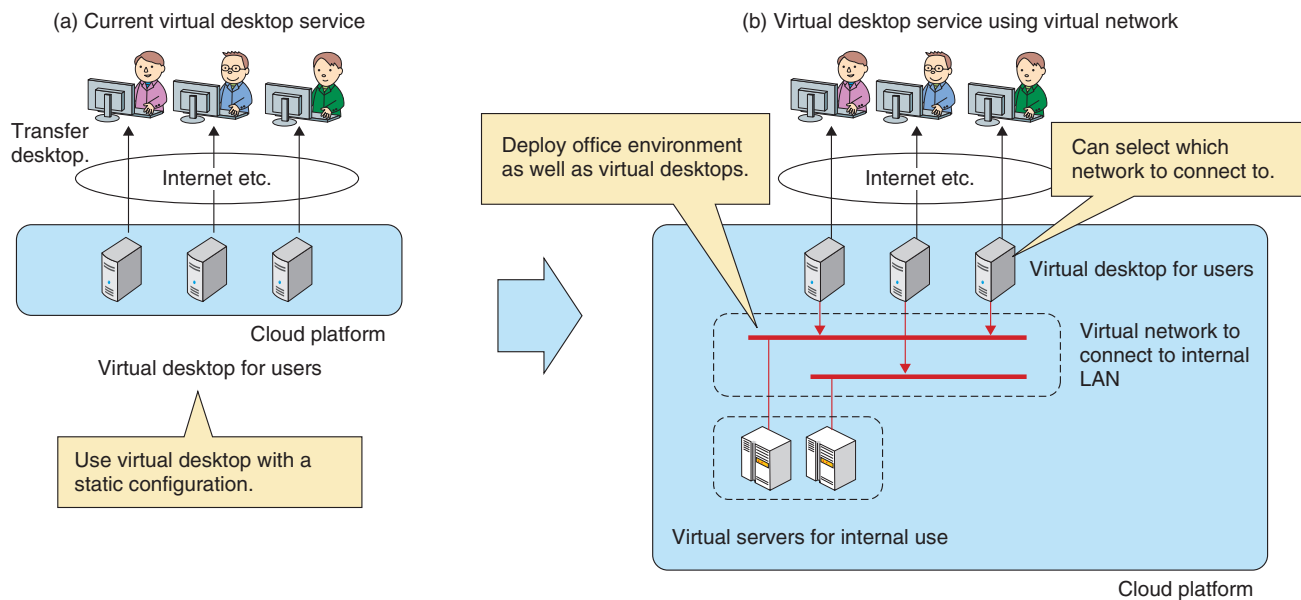 (a) Current virtual desktop service
Transfer
desktop.
Internet etc.
Cloud platform
Virtual desktop for users
Use virtual desktop with a
static configuration.
(b) Virtual desktop service using virtual network
Deploy office environment
as well as virtual desktops.
Internet etc.
Can select which
network to connect to.
Virtual desktop for users
Virtual network to
connect to internal
LAN
Virtual servers for internal use
Cloud platform